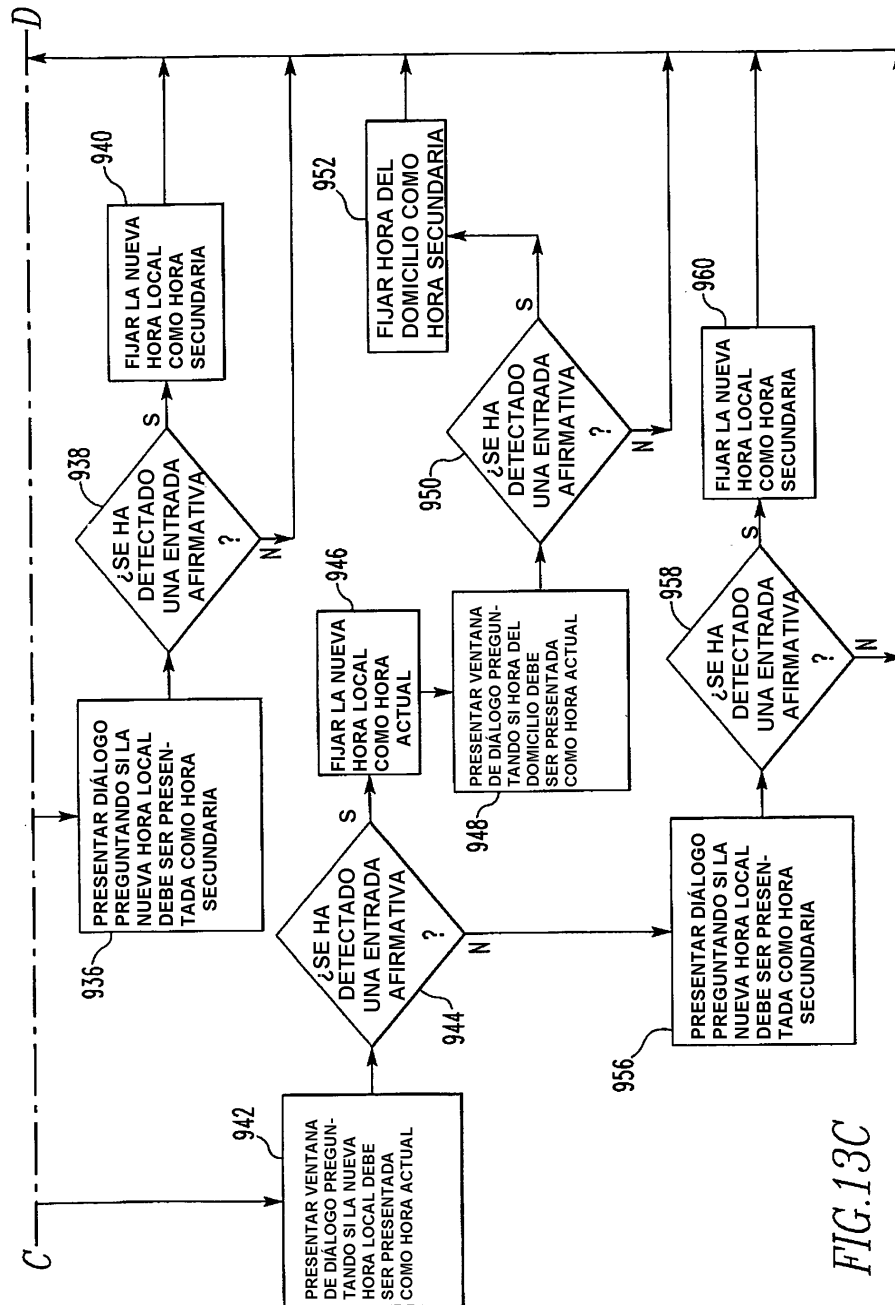 C
D
936
PRESENTAR DIÁLOGO
PREGUNTANDO SI LA
NUEVA HORA LOCAL
DEBE SER PRESEN-
TADA COMO HORA
SECUNDARIA
938
¿SE HA
DETECTADO
UNA ENTRADA
AFIRMATIVA
?
S
N
940
FIJAR LA NUEVA
HORA LOCAL
COMO HORA
SECUNDARIA
942
PRESENTAR VENTANA
DE DIÁLOGO PREGUN-
TANDO SI LA NUEVA
HORA LOCAL DEBE
SER PRESENTADA
COMO HORA ACTUAL
944
¿SE HA
DETECTADO
UNA ENTRADA
AFIRMATIVA
?
S
N
946
FIJAR LA NUEVA
HORA LOCAL
COMO HORA
ACTUAL
948
PRESENTAR VENTANA
DE DIÁLOGO PREGUN-
TANDO SI HORA DEL
DOMICILIO DEBE
SER PRESENTADA
COMO HORA ACTUAL
950
¿SE HA
DETECTADO
UNA ENTRADA
AFIRMATIVA
?
S
N
952
FIJAR HORA DEL
DOMICILIO COMO
HORA SECUNDARIA
956
PRESENTAR DIÁLOGO
PREGUNTANDO SI LA
NUEVA HORA LOCAL
DEBE SER PRESEN-
TADA COMO HORA
SECUNDARIA
958
¿SE HA
DETECTADO
UNA ENTRADA
AFIRMATIVA
?
S
N
960
FIJAR LA NUEVA
HORA LOCAL
COMO HORA
SECUNDARIA
FIG.13C